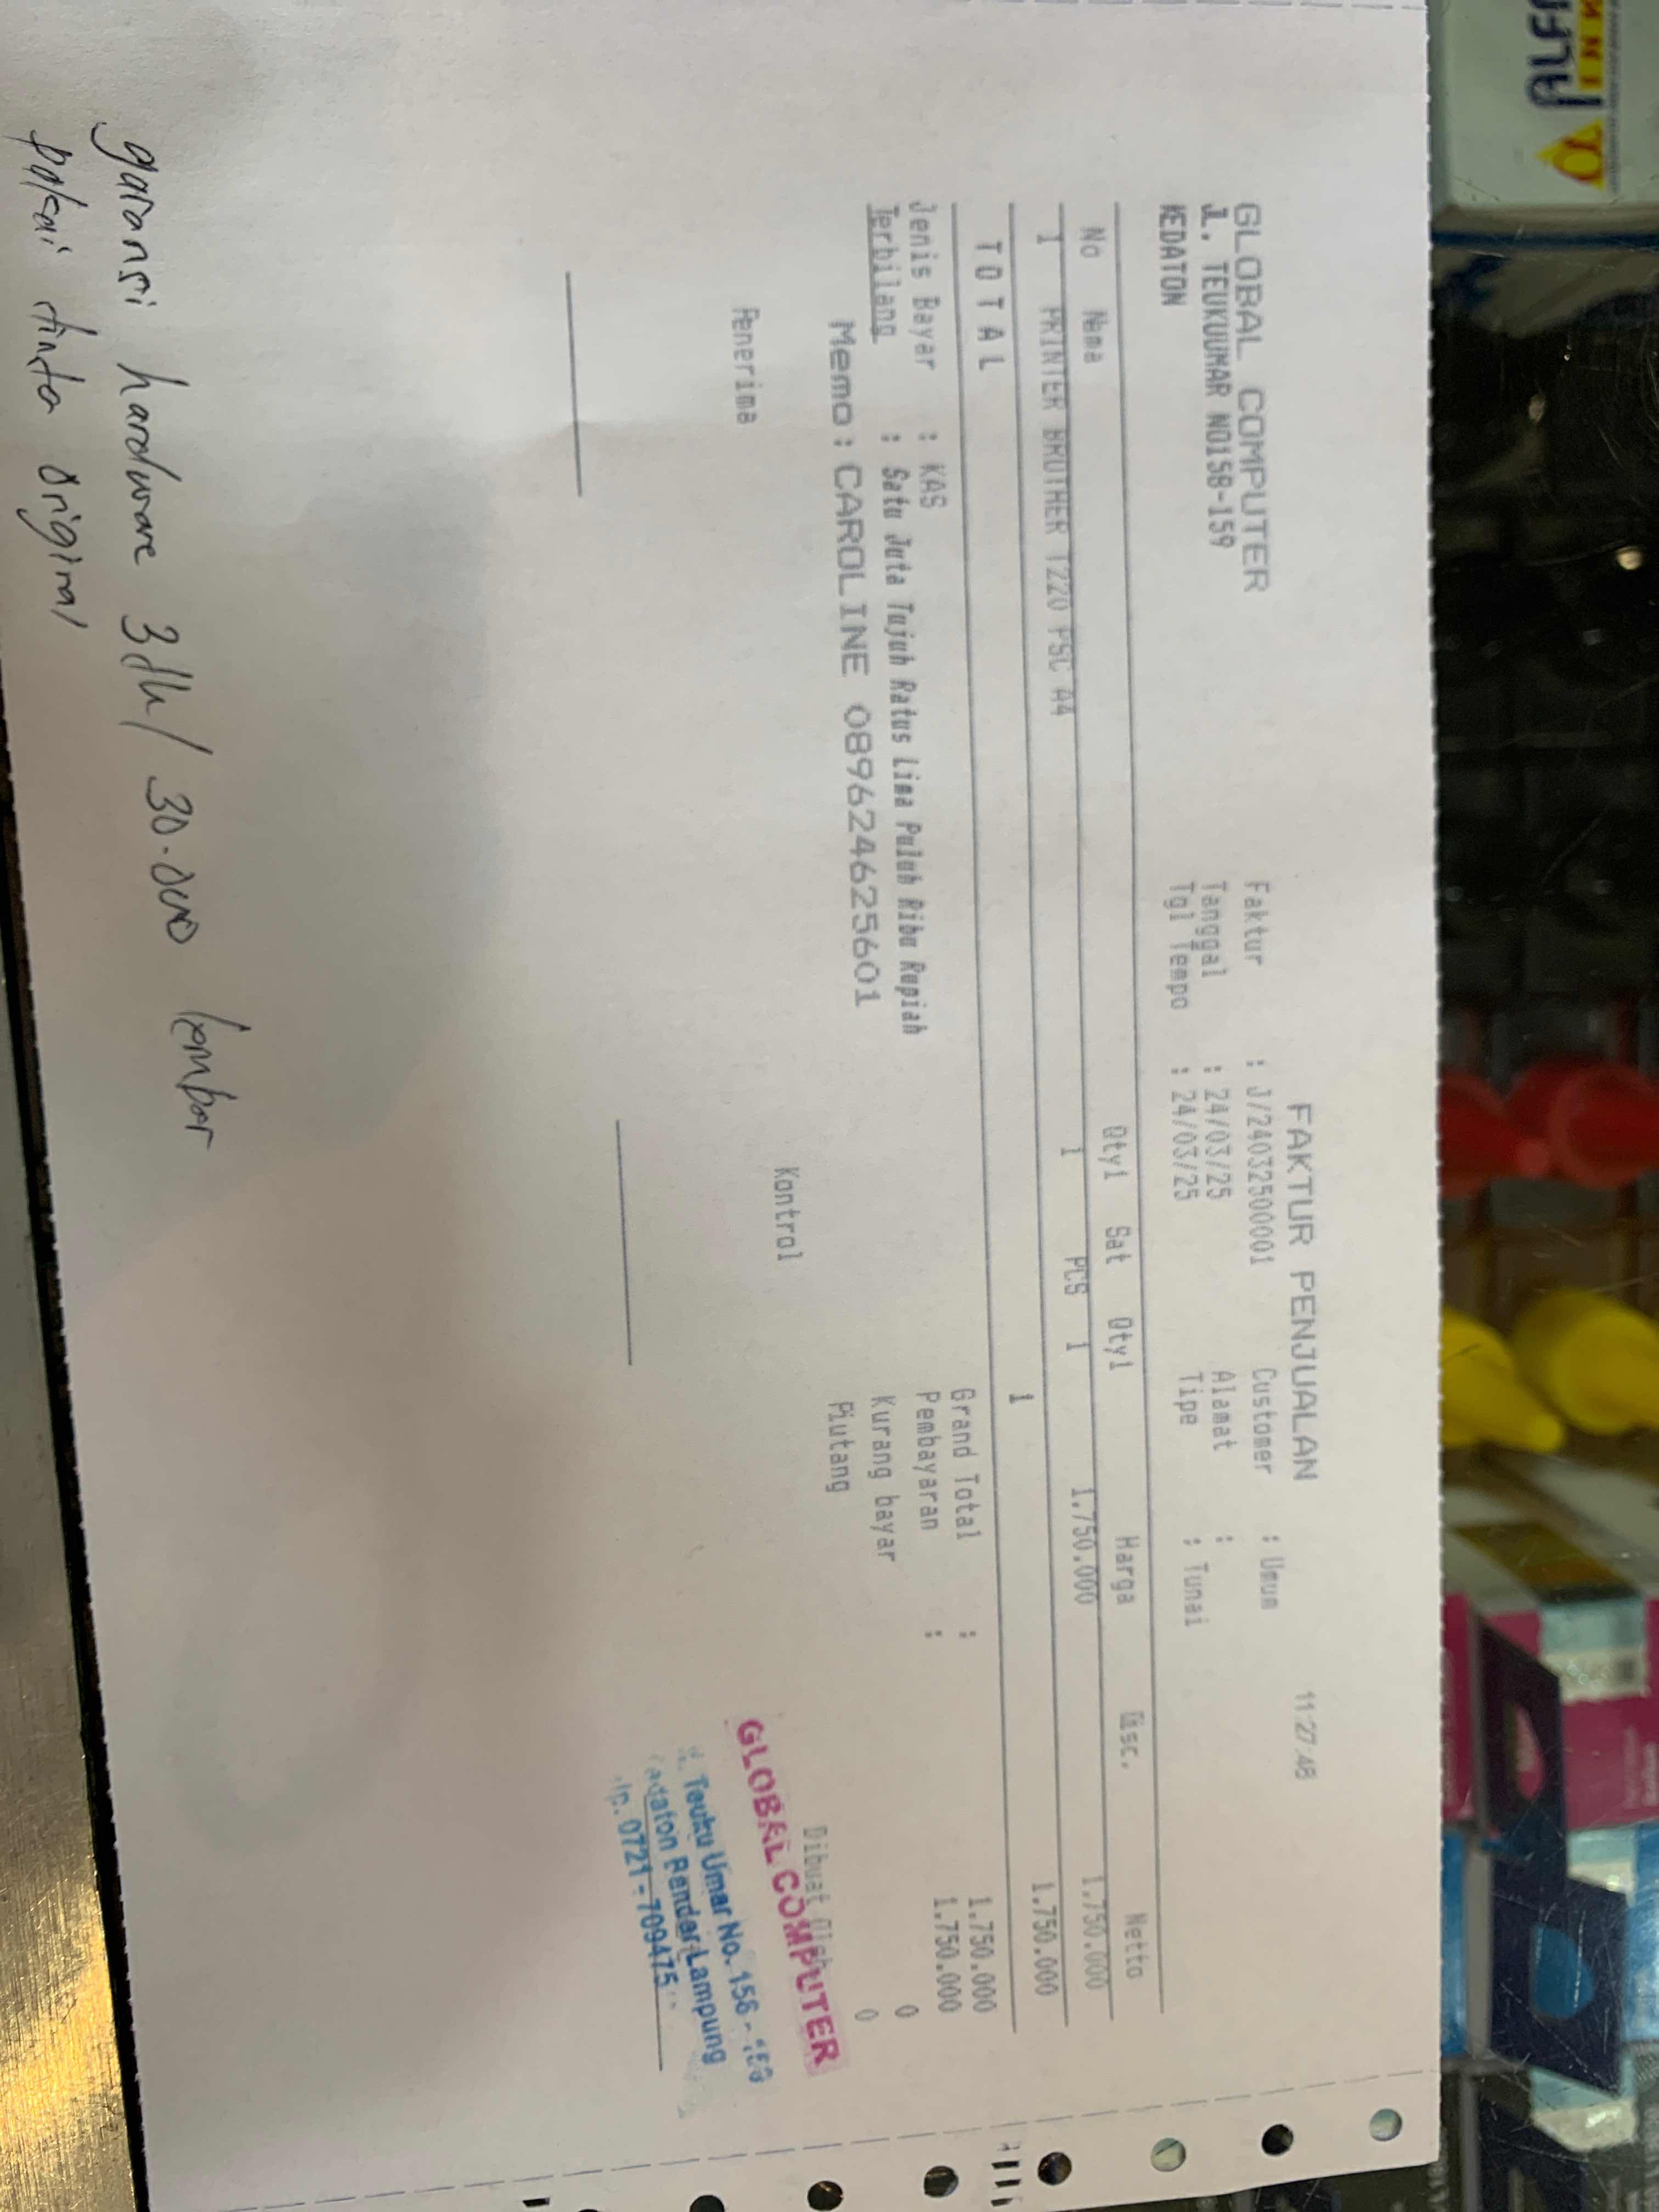 FAKTUR PENJUALAN 11:27:48
GLOBAL COMPUTER
Jl. TEUKUUMAR NO158-159
KEDATON
Faktur : J/24032500001
Tanggal : 24/03/25
Tgl Tempo : 24/03/25
Customer : Umum
Alamat :
Tipe : Tunai
No Nama Qty1 Sat Qty1 Harga Disc. Netto
1 PRINTER BROTHER T220 PSC A4 1 PCS 1 1.750.000 1.750.000
T O T A L 1 1.750.000
Jenis Bayar : KAS
Terbilang : Satu Juta Tujuh Ratus Lima Puluh Ribu Rupiah
Memo : CAROLINE 089624625601
Grand Total : 1.750.000
Pembayaran : 1.750.000
Kurang bayar 0
Piutang 0
Penerima Kontrol Dibuat Oleh
GLOBAL COMPUTER
Teuku Umar No. 156 -
Bandar Lampung
0721 - 709475
garansi hardware 3th / 30.000 lembar
pakai tinta original